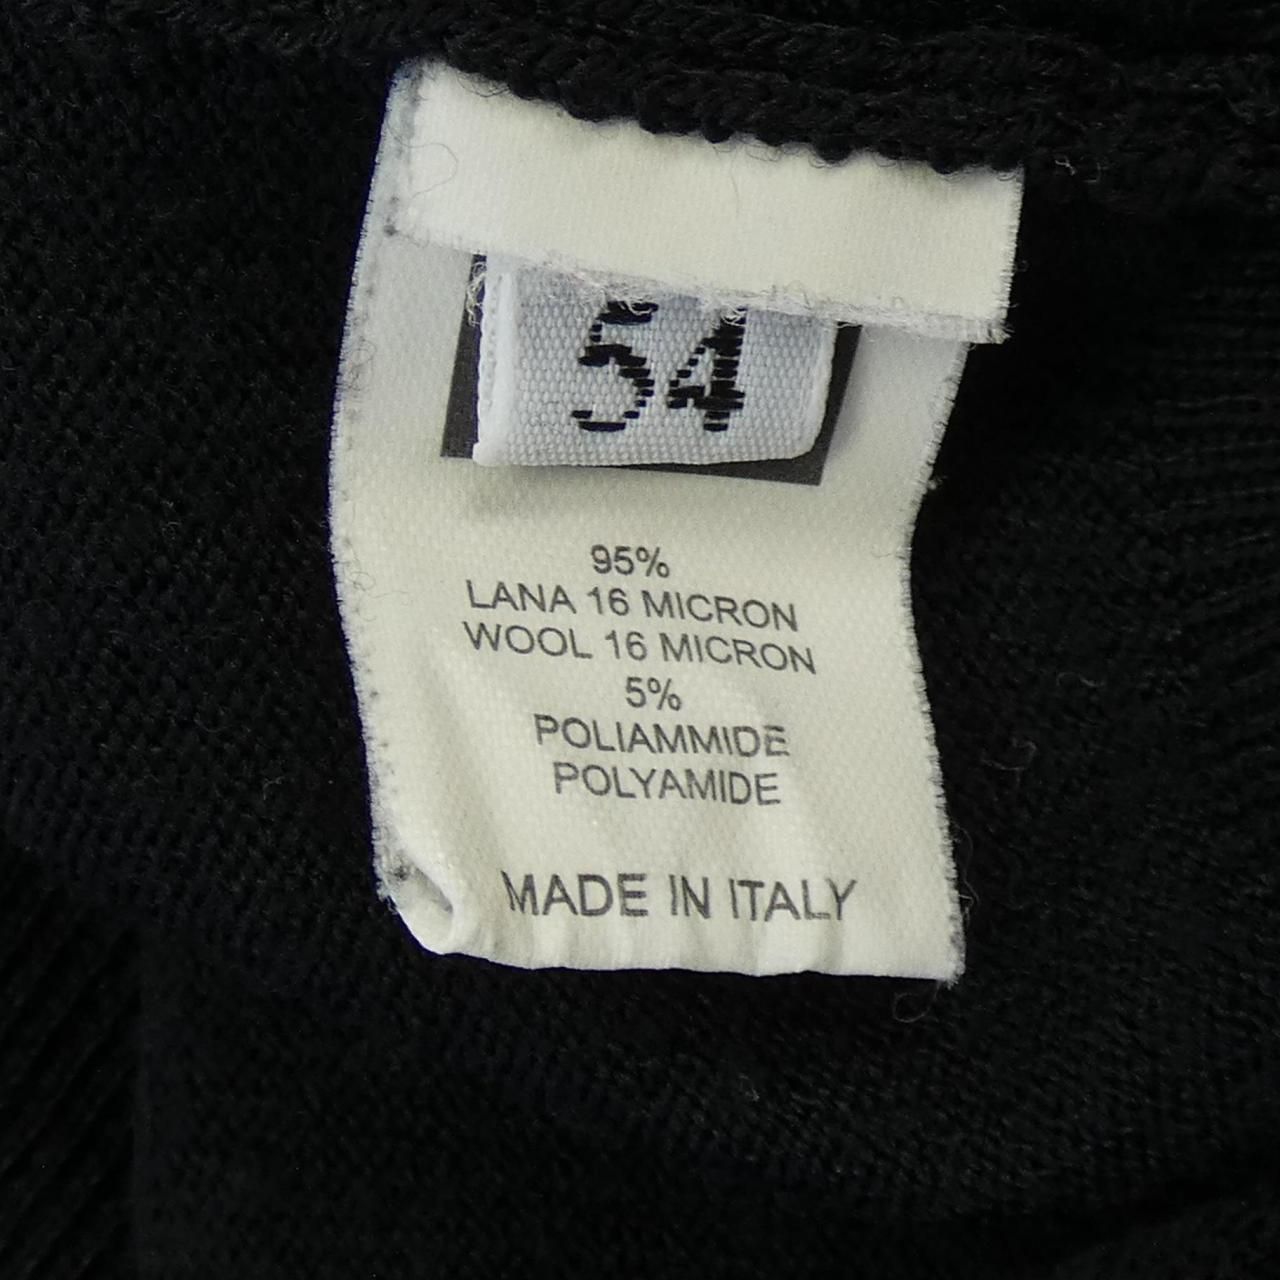 54
95%
LANA 16 MICRON
WOOL 16 MICRON
5%
POLIAMMIDE
POLYAMIDE
MADE IN ITALY